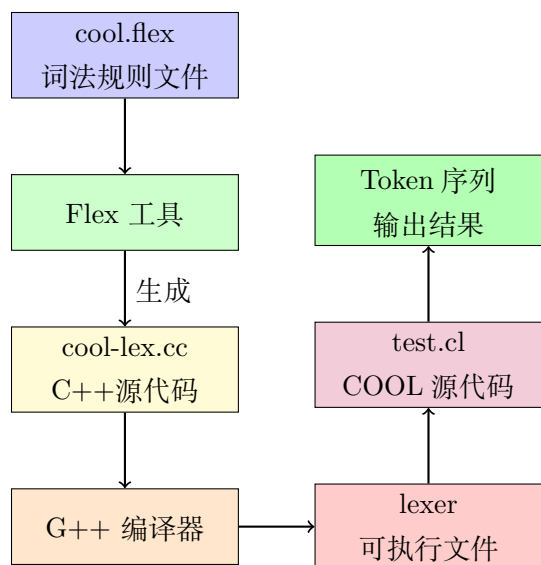 cool.flex
词法规则文件
Flex 工具
生成
cool-lex.cc
C++源代码
G++ 编译器
Token 序列
输出结果
test.cl
COOL 源代码
lexer
可执行文件